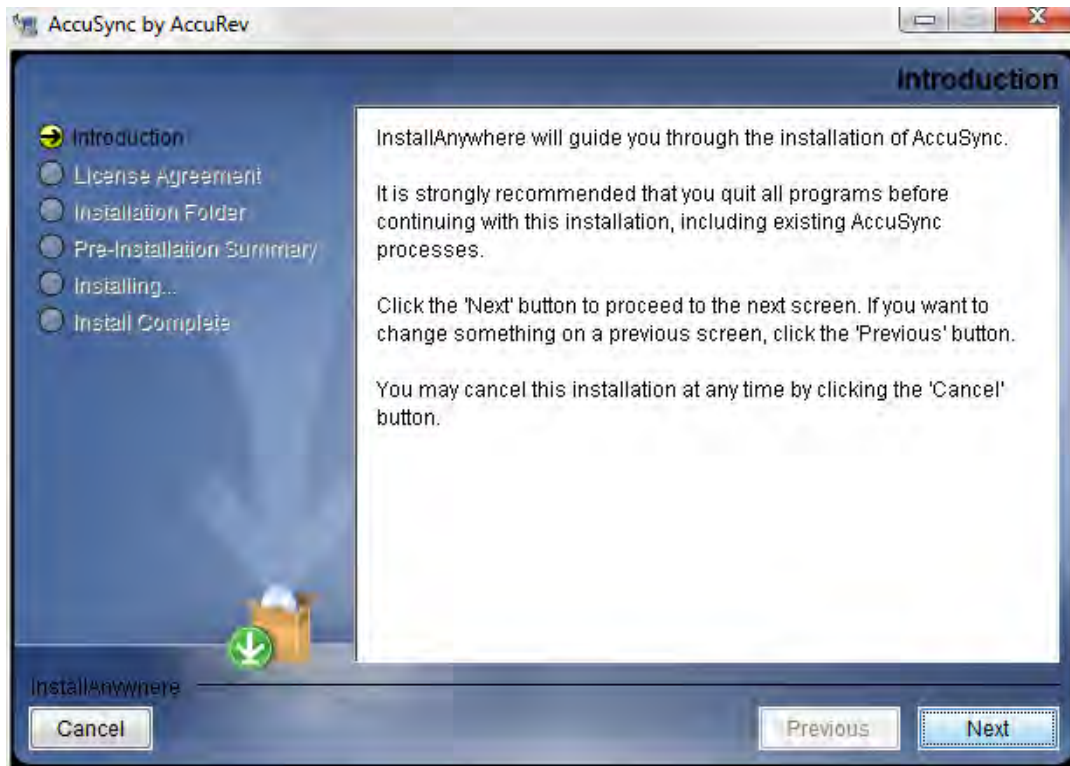 AccuSync by AccuRev
Introduction
Introduction
License Agreement
Installation Folder
Pre-Installation Summary
Installing...
Install Complete
InstallAnywhere will guide you through the installation of AccuSync.
It is strongly recommended that you quit all programs before
continuing with this installation, including existing AccuSync
processes.
Click the 'Next' button to proceed to the next screen. If you want to
change something on a previous screen, click the 'Previous' button.
You may cancel this installation at any time by clicking the 'Cancel'
button.
InstallAnywhere
Cancel
Previous
Next